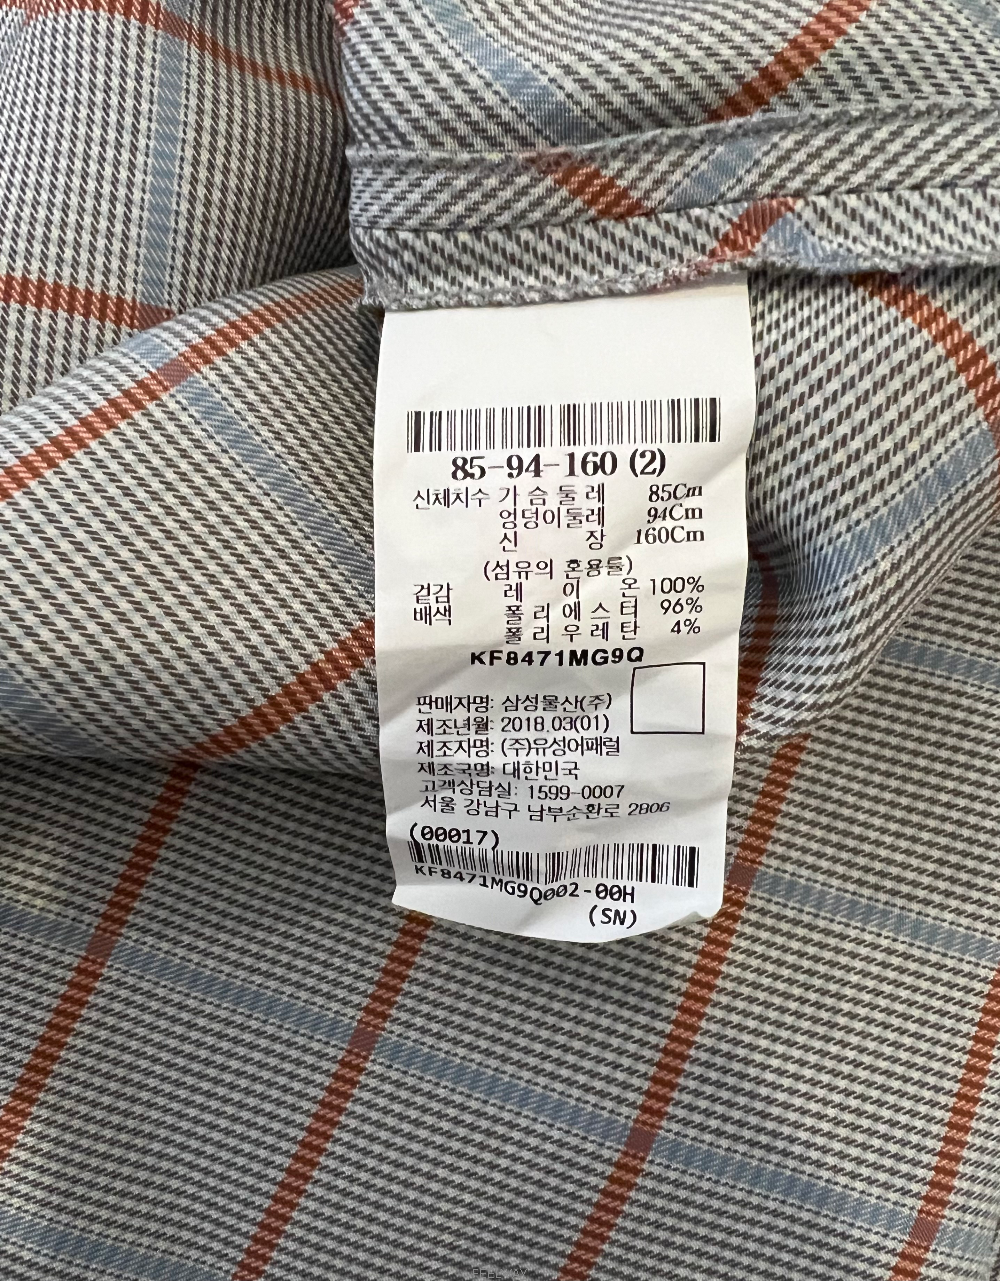 85-94-160 (2)
신체치수 가슴둘레 85Cm
엉덩이둘레 94Cm
신장 160Cm
(섬유의 혼용률)
겉감 레이온 100%
배색 폴리에스터 96%
폴리우레탄 4%
KF8471MG9Q
판매자명: 삼성물산(주)
제조년월: 2018.03(01)
제조자명: (주)유성어패럴
제조국명: 대한민국
고객상담실: 1599-0007
서울 강남구 남부순환로 2806
(00017)
KF8471MG9Q002-00H
(SN)